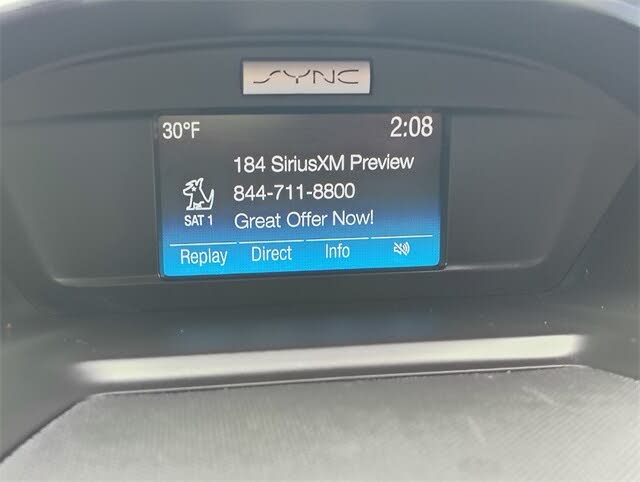 SYNC
30°F 2:08
184 SiriusXM Preview
844-711-8800
SAT 1
Great Offer Now!
Replay Direct Info